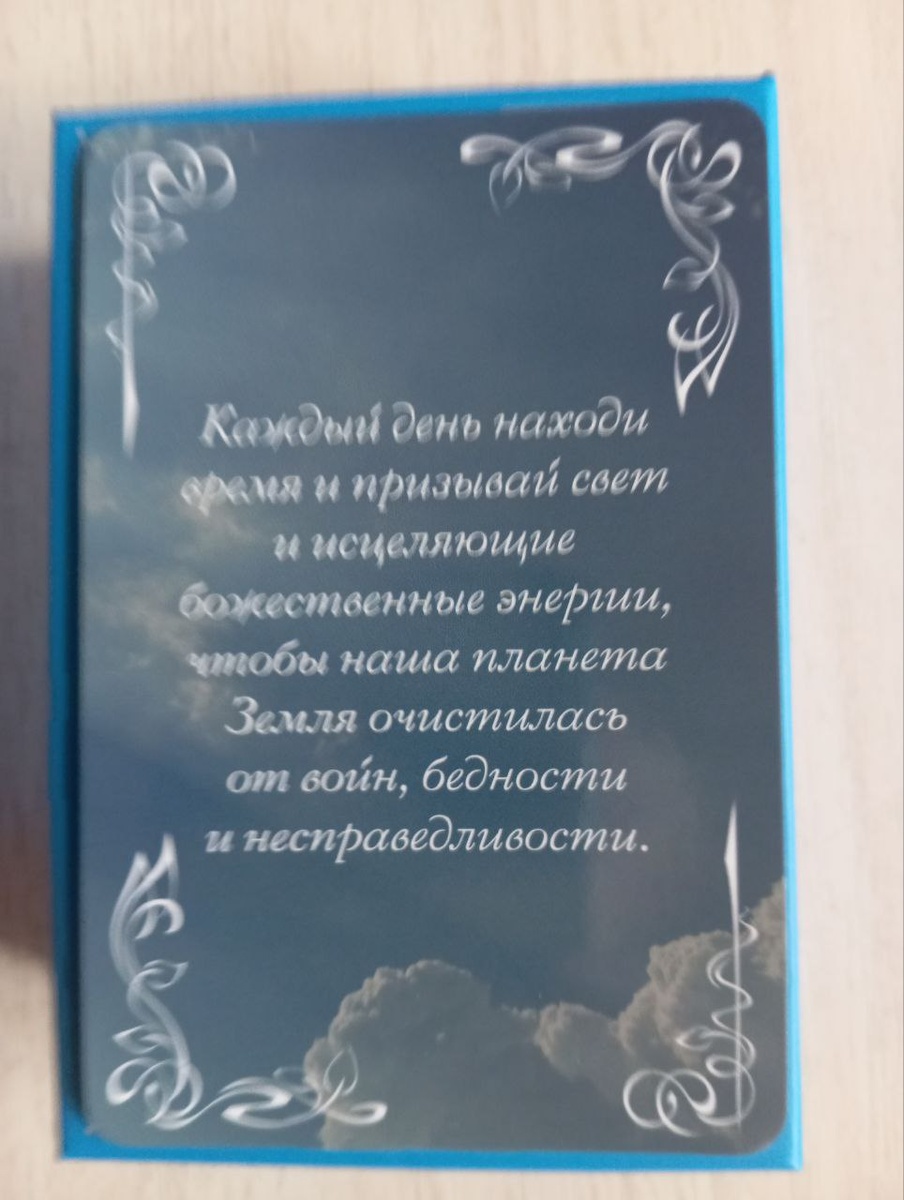 Каждый день находи
время и призывай свет
и исцеляющие
божественные энергии,
чтобы наша планета
Земля очистилась
от войн, бедности
и несправедливости.